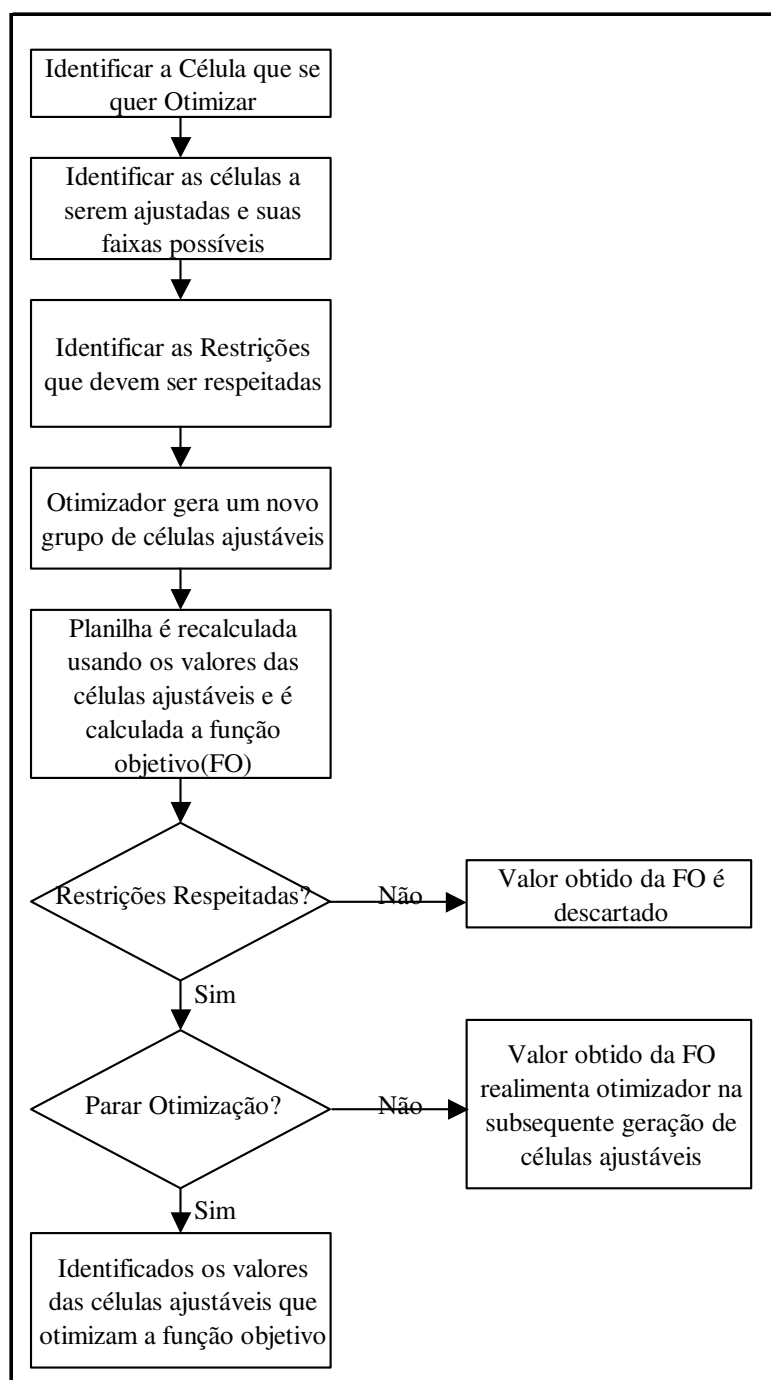 Identificar a Célula que se
quer Otimizar
Identificar as células a
serem ajustadas e suas
faixas possíveis
Identificar as Restrições
que devem ser respeitadas
Otimizador gera um novo
grupo de células ajustáveis
Planilha é recalculada
usando os valores das
células ajustáveis e é
calculada a função
objetivo(FO)
Restrições Respeitadas?
Não
Valor obtido da FO é
descartado
Sim
Parar Otimização?
Não
Valor obtido da FO
realimenta otimizador na
subsequente geração de
células ajustáveis
Sim
Identificados os valores
das células ajustáveis que
otimizam a função objetivo